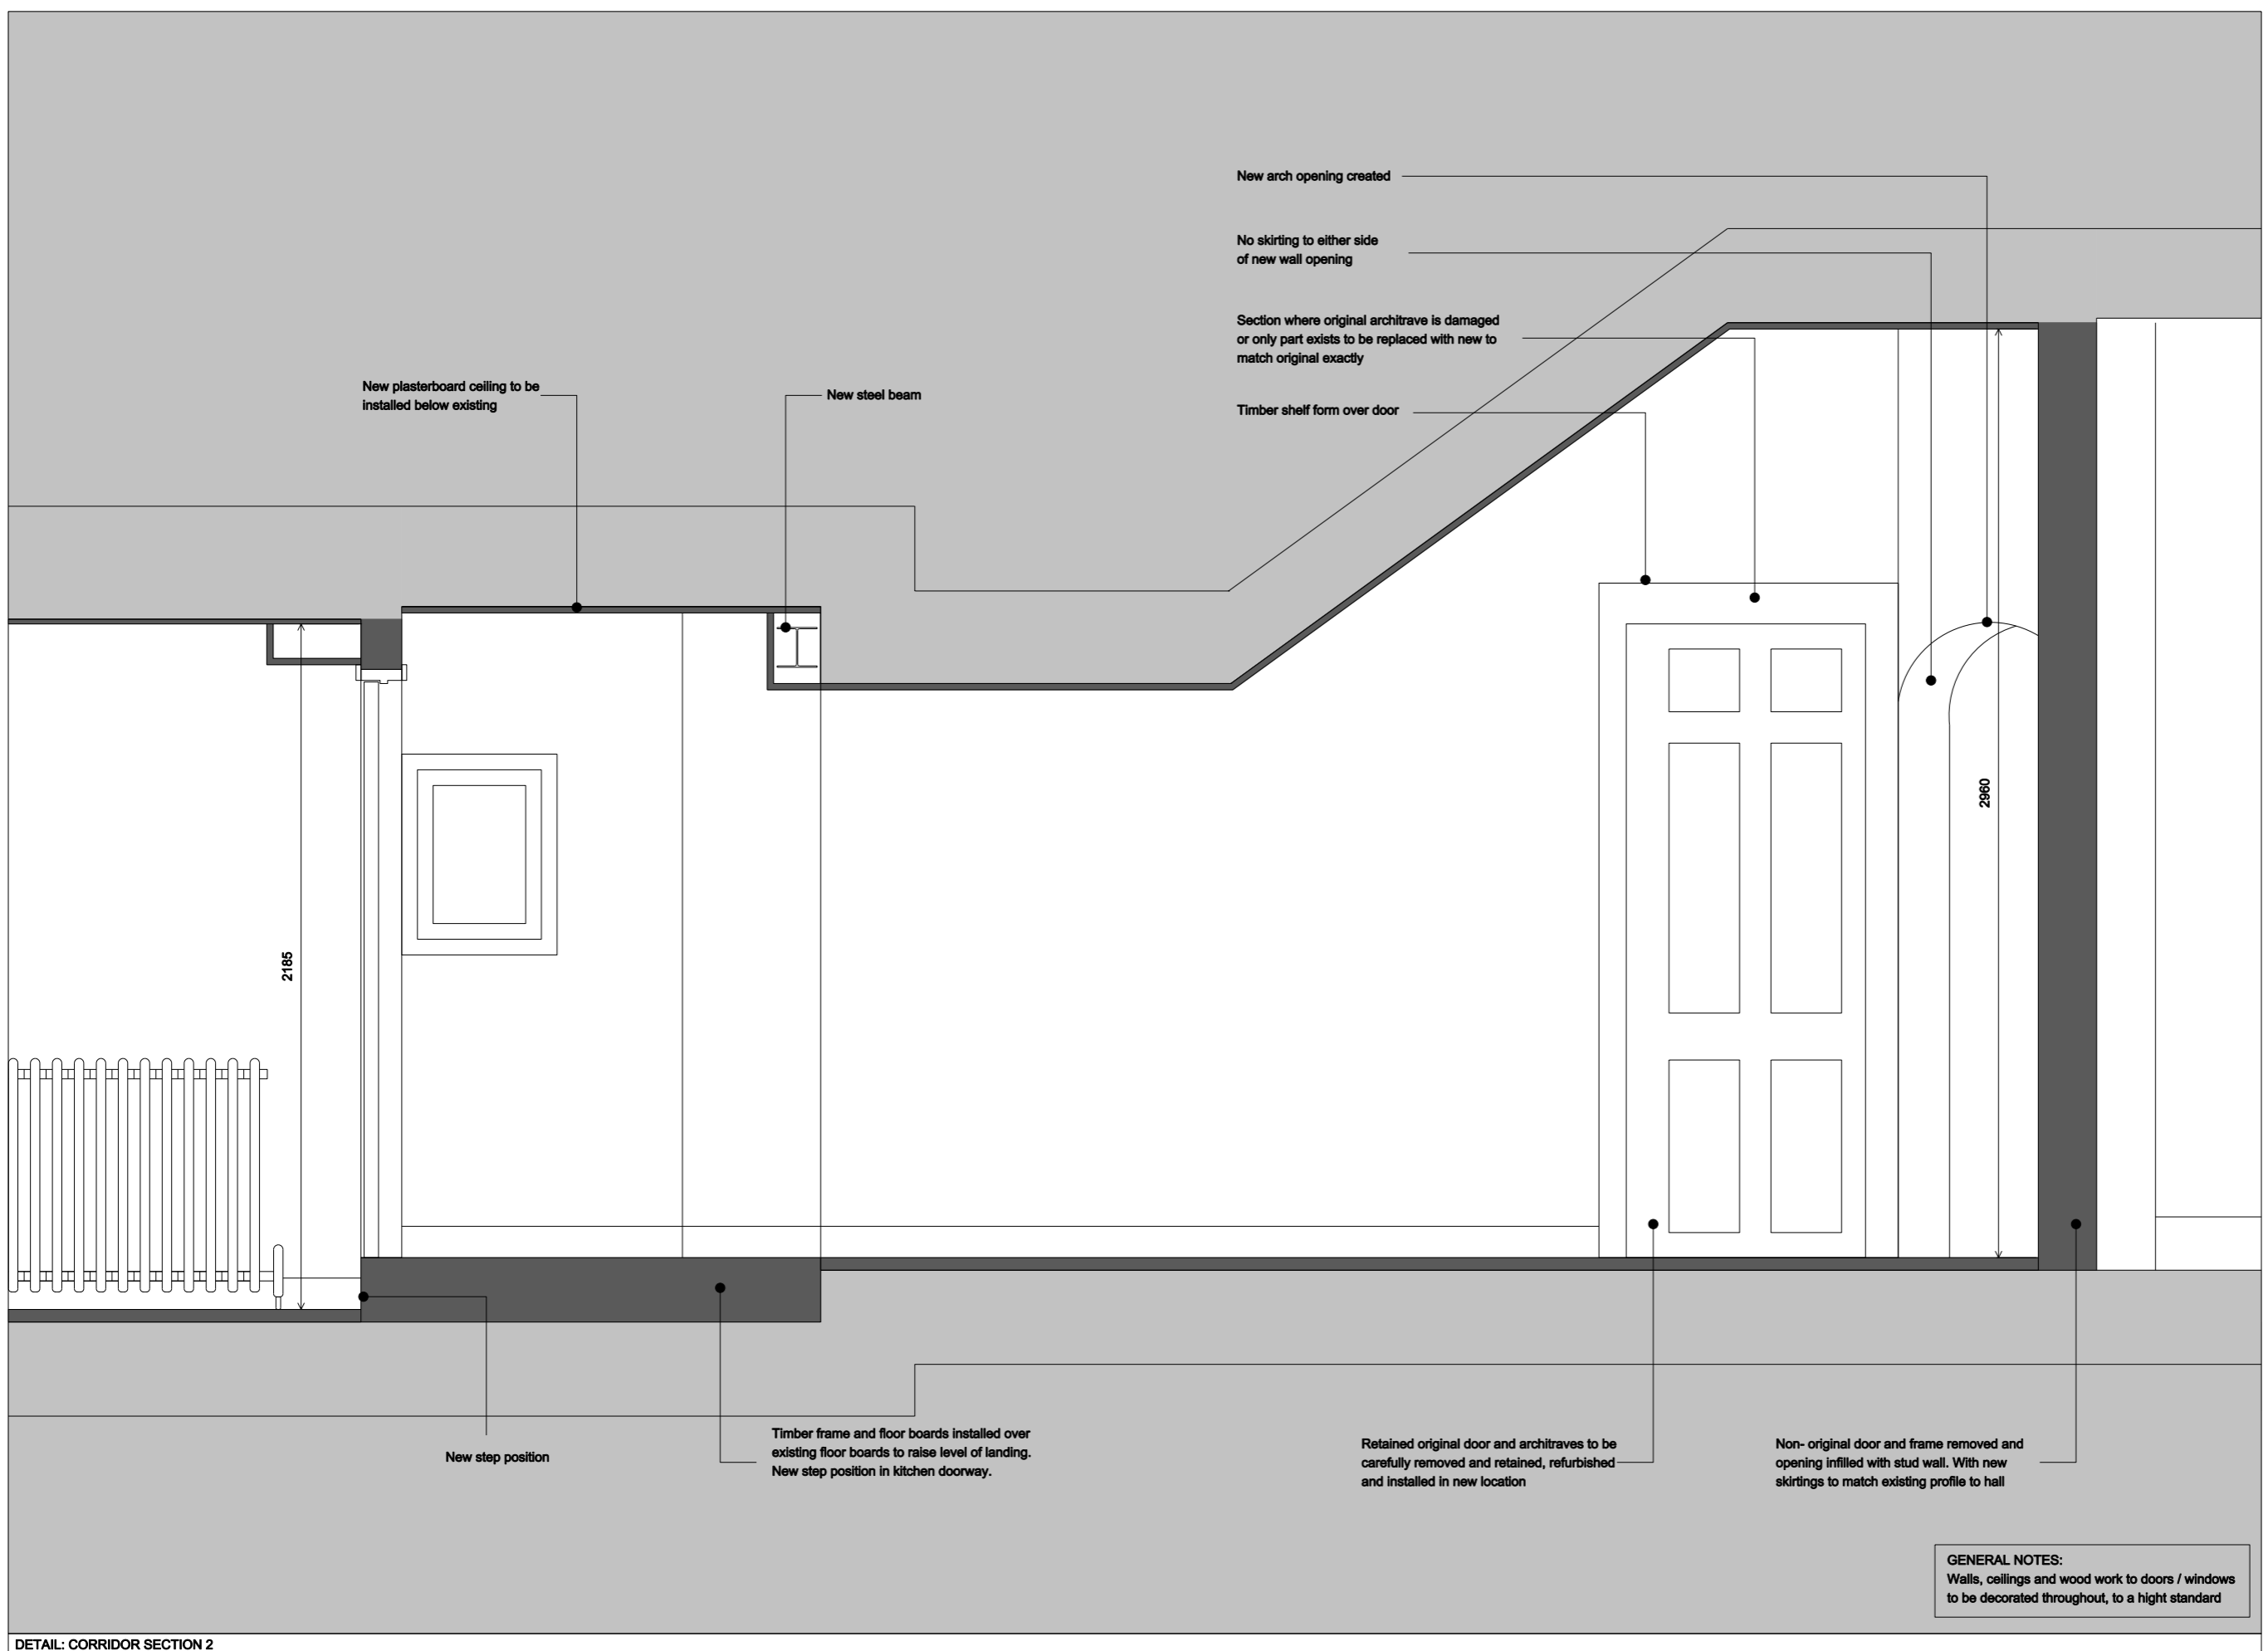 New arch opening created
No skirting to either side
of new wall opening
Section where original architrave is damaged
or only part exists to be replaced with new to
match original exactly
Timber shelf form over door
New plasterboard ceiling to be
installed below existing
New steel beam
2960
2185
New step position
Timber frame and floor boards installed over
existing floor boards to raise level of landing.
New step position in kitchen doorway.
Retained original door and architraves to be
carefully removed and retained, refurbished
and installed in new location
Non- original door and frame removed and
opening infilled with stud wall. With new
skirtings to match existing profile to hall
GENERAL NOTES:
Walls, ceilings and wood work to doors / windows
to be decorated throughout, to a hight standard
DETAIL: CORRIDOR SECTION 2